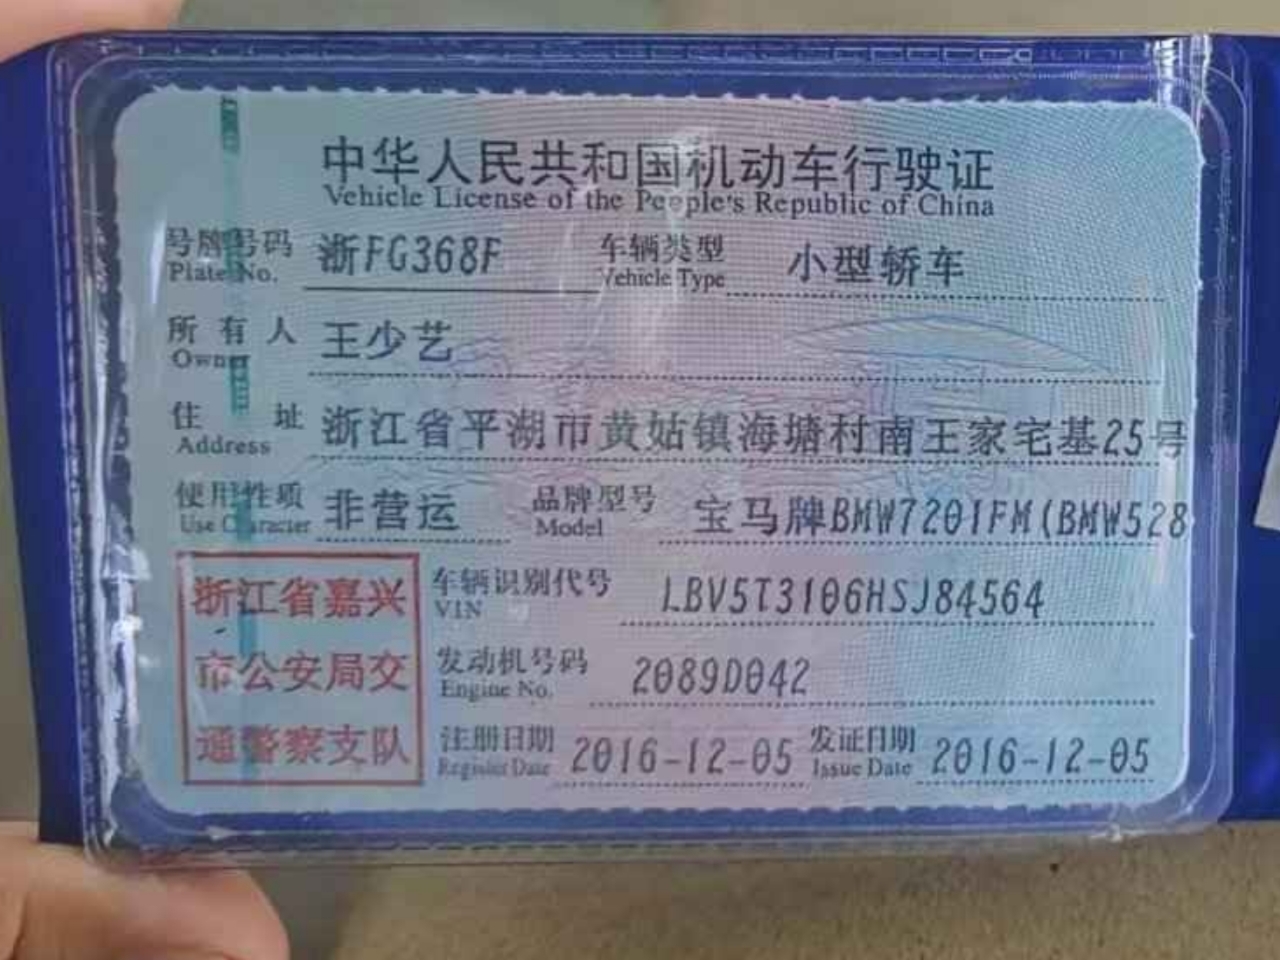 中华人民共和国机动车行驶证
Vehicle License of the People's Republic of China
号牌号码 浙FG368F 车辆类型 小型轿车
Plate No. Vehicle Type
所有人 王少艺
Owner
住址 浙江省平湖市黄姑镇海塘村南王家宅基25号
Address
使用性质 非营运 品牌型号 宝马牌BMW7201FM(BMW528
Use Character Model
浙江省嘉兴
市公安局交
通警察支队
车辆识别代号 LBV5T3106HSJ84564
VIN
发动机号码 2089D042
Engine No.
注册日期 2016-12-05 发证日期 2016-12-05
Register Date Issue Date